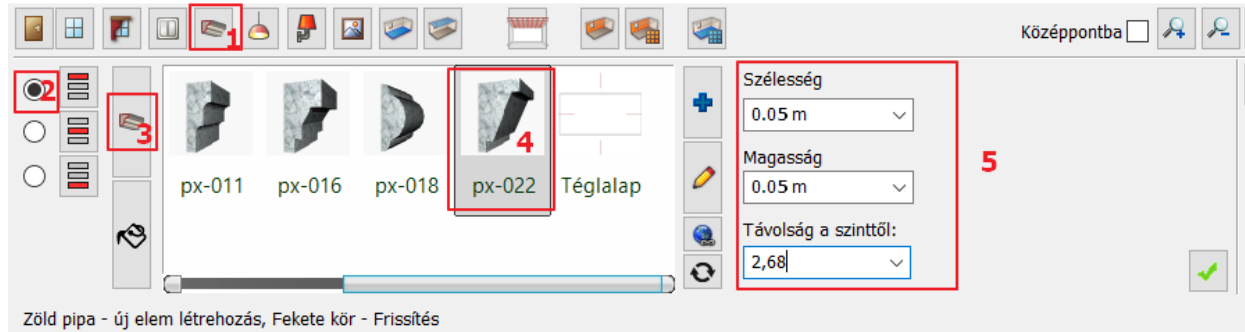 1
Középpontba
2
3
4
px-011
px-016
px-018
px-022
Téglalap
Szélesség
0.05 m
Magasság
0.05 m
Távolság a szinttől:
2,68
5
Zöld pipa - új elem létrehozás, Fekete kör - Frissítés